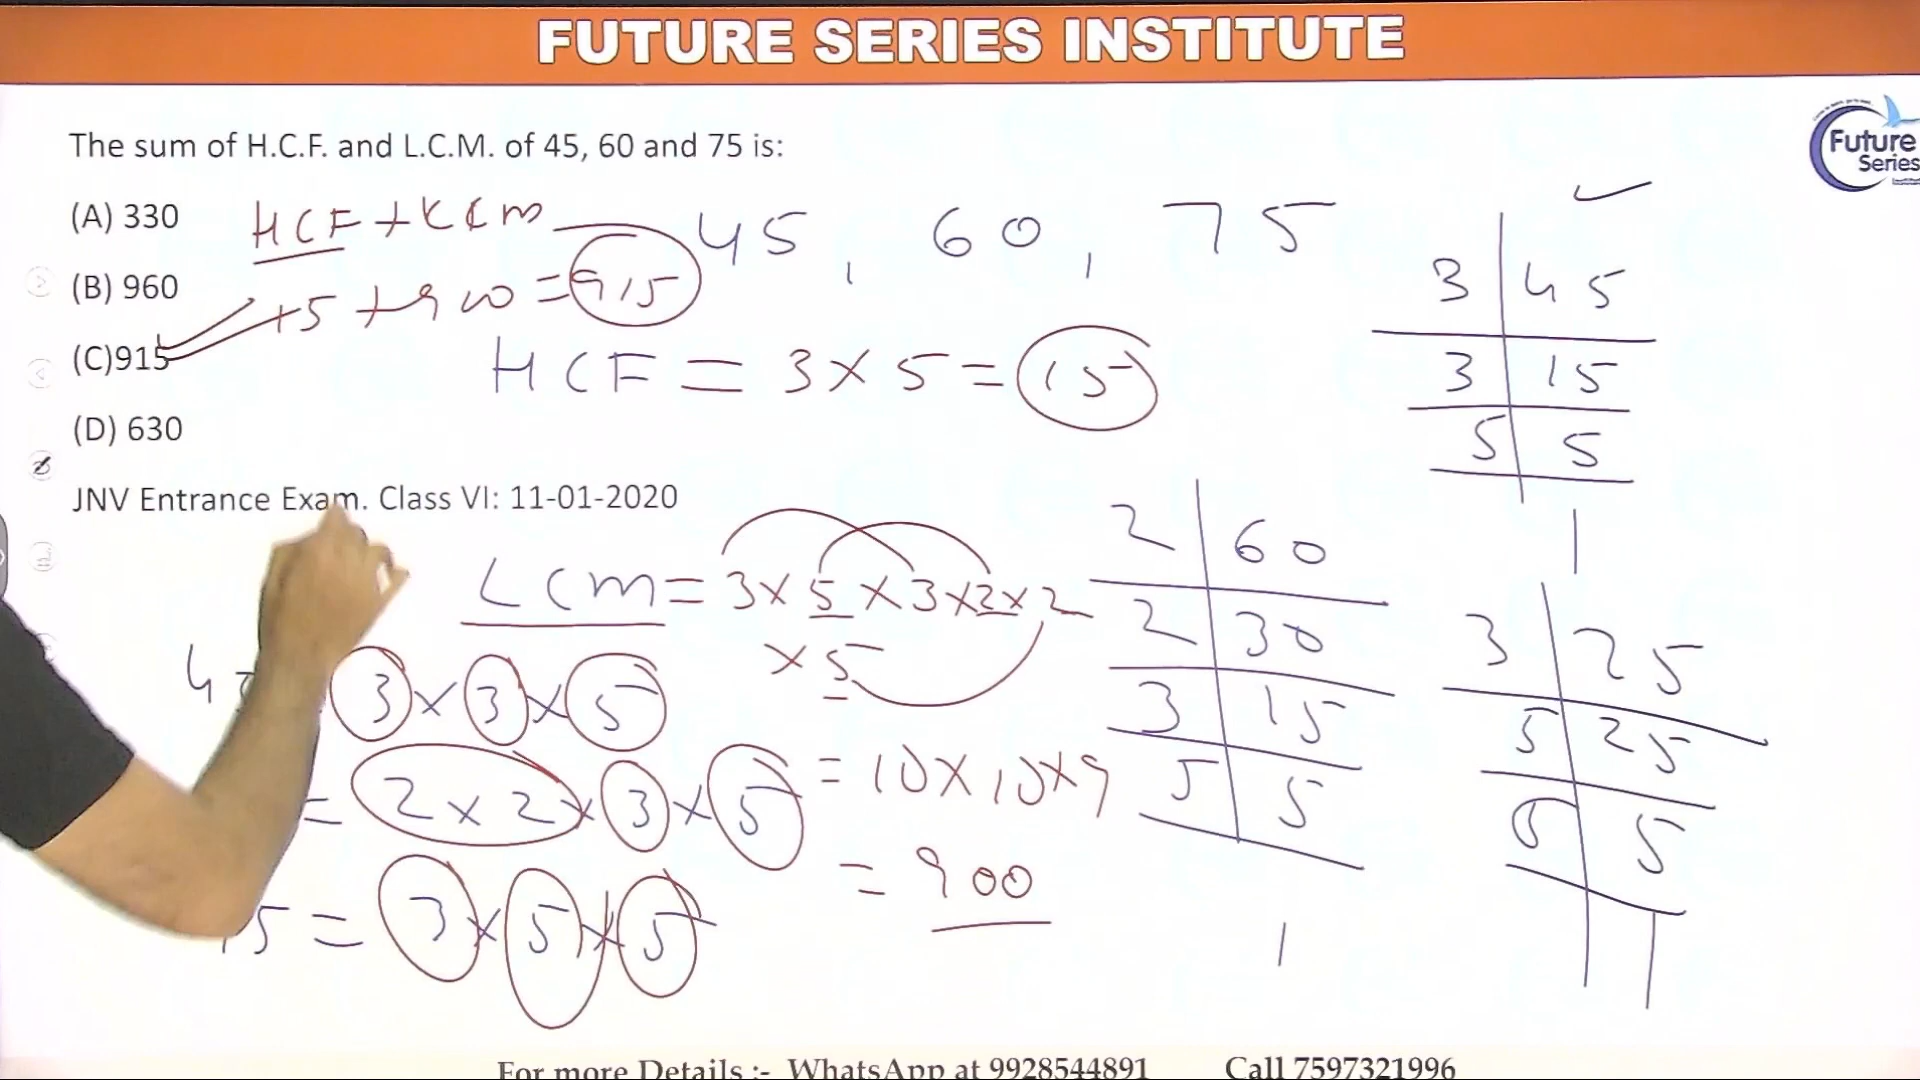 FUTURE SERIES INSTITUTE
Future
Series
The sum of H.C.F. and L.C.M. of 45, 60 and 75 is:
(A) 330
(B) 960
(C)915
(D) 630
JNV Entrance Exam. Class VI: 11-01-2020
HCF + LCM
15 + 900 = 915
45, 60, 75
HCF = 3 × 5 = 15
LCM = 3 × 5 × 3 × 2 × 2
× 5
= 10 × 10 × 9
= 900
3 × 3 × 5
= 2 × 2 × 3 × 5
5 = 3 × 5 × 5
3 | 45
3 | 15
5 | 5
1
2 | 60
2 | 30
3 | 15
5 | 5
1
3 | 75
5 | 25
5 | 5
1
For more Details :- WhatsApp at 9928544891
Call 7597321996